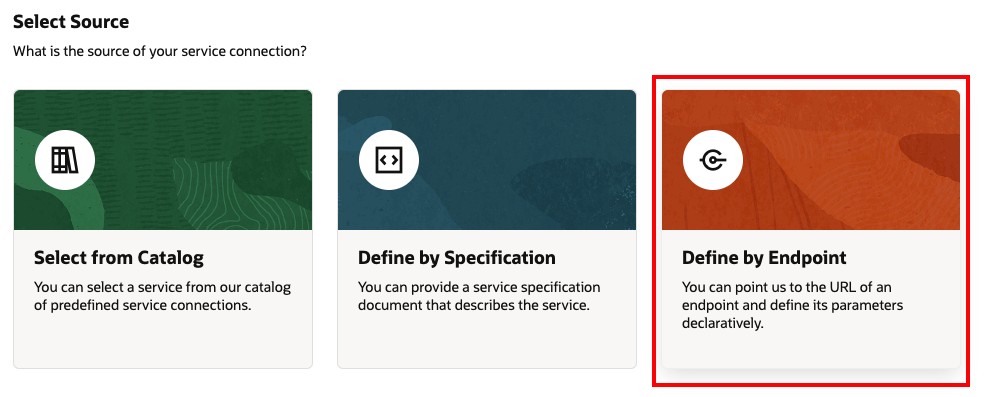 Select Source
What is the source of your service connection?
Select from Catalog
You can select a service from our catalog
of predefined service connections.
Define by Specification
You can provide a service specification
document that describes the service.
Define by Endpoint
You can point us to the URL of an
endpoint and define its parameters
declaratively.